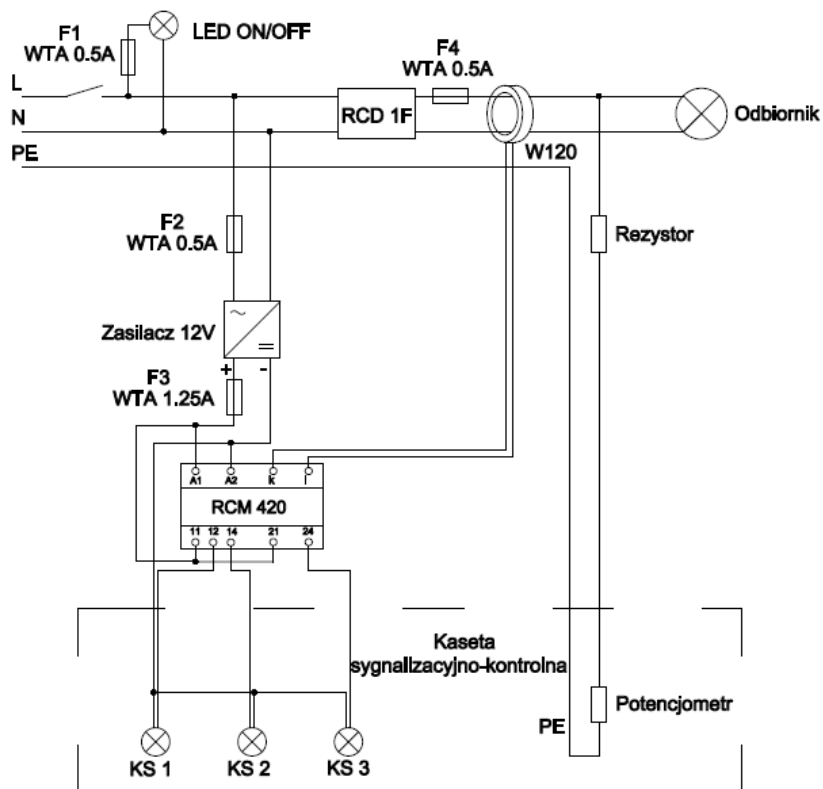 F1
WTA 0.5A
LED ON/OFF
F4
WTA 0.5A
L
N
RCD 1F
Odbiornik
PE
W120
F2
WTA 0.5A
Rezystor
Zasilacz 12V
+ -
F3
WTA 1.25A
A1 A2 k l
RCM 420
11 12 14 21 24
Kaseta
sygnalizacyjno-kontrolna
Potencjometr
PE
KS 1 KS 2 KS 3